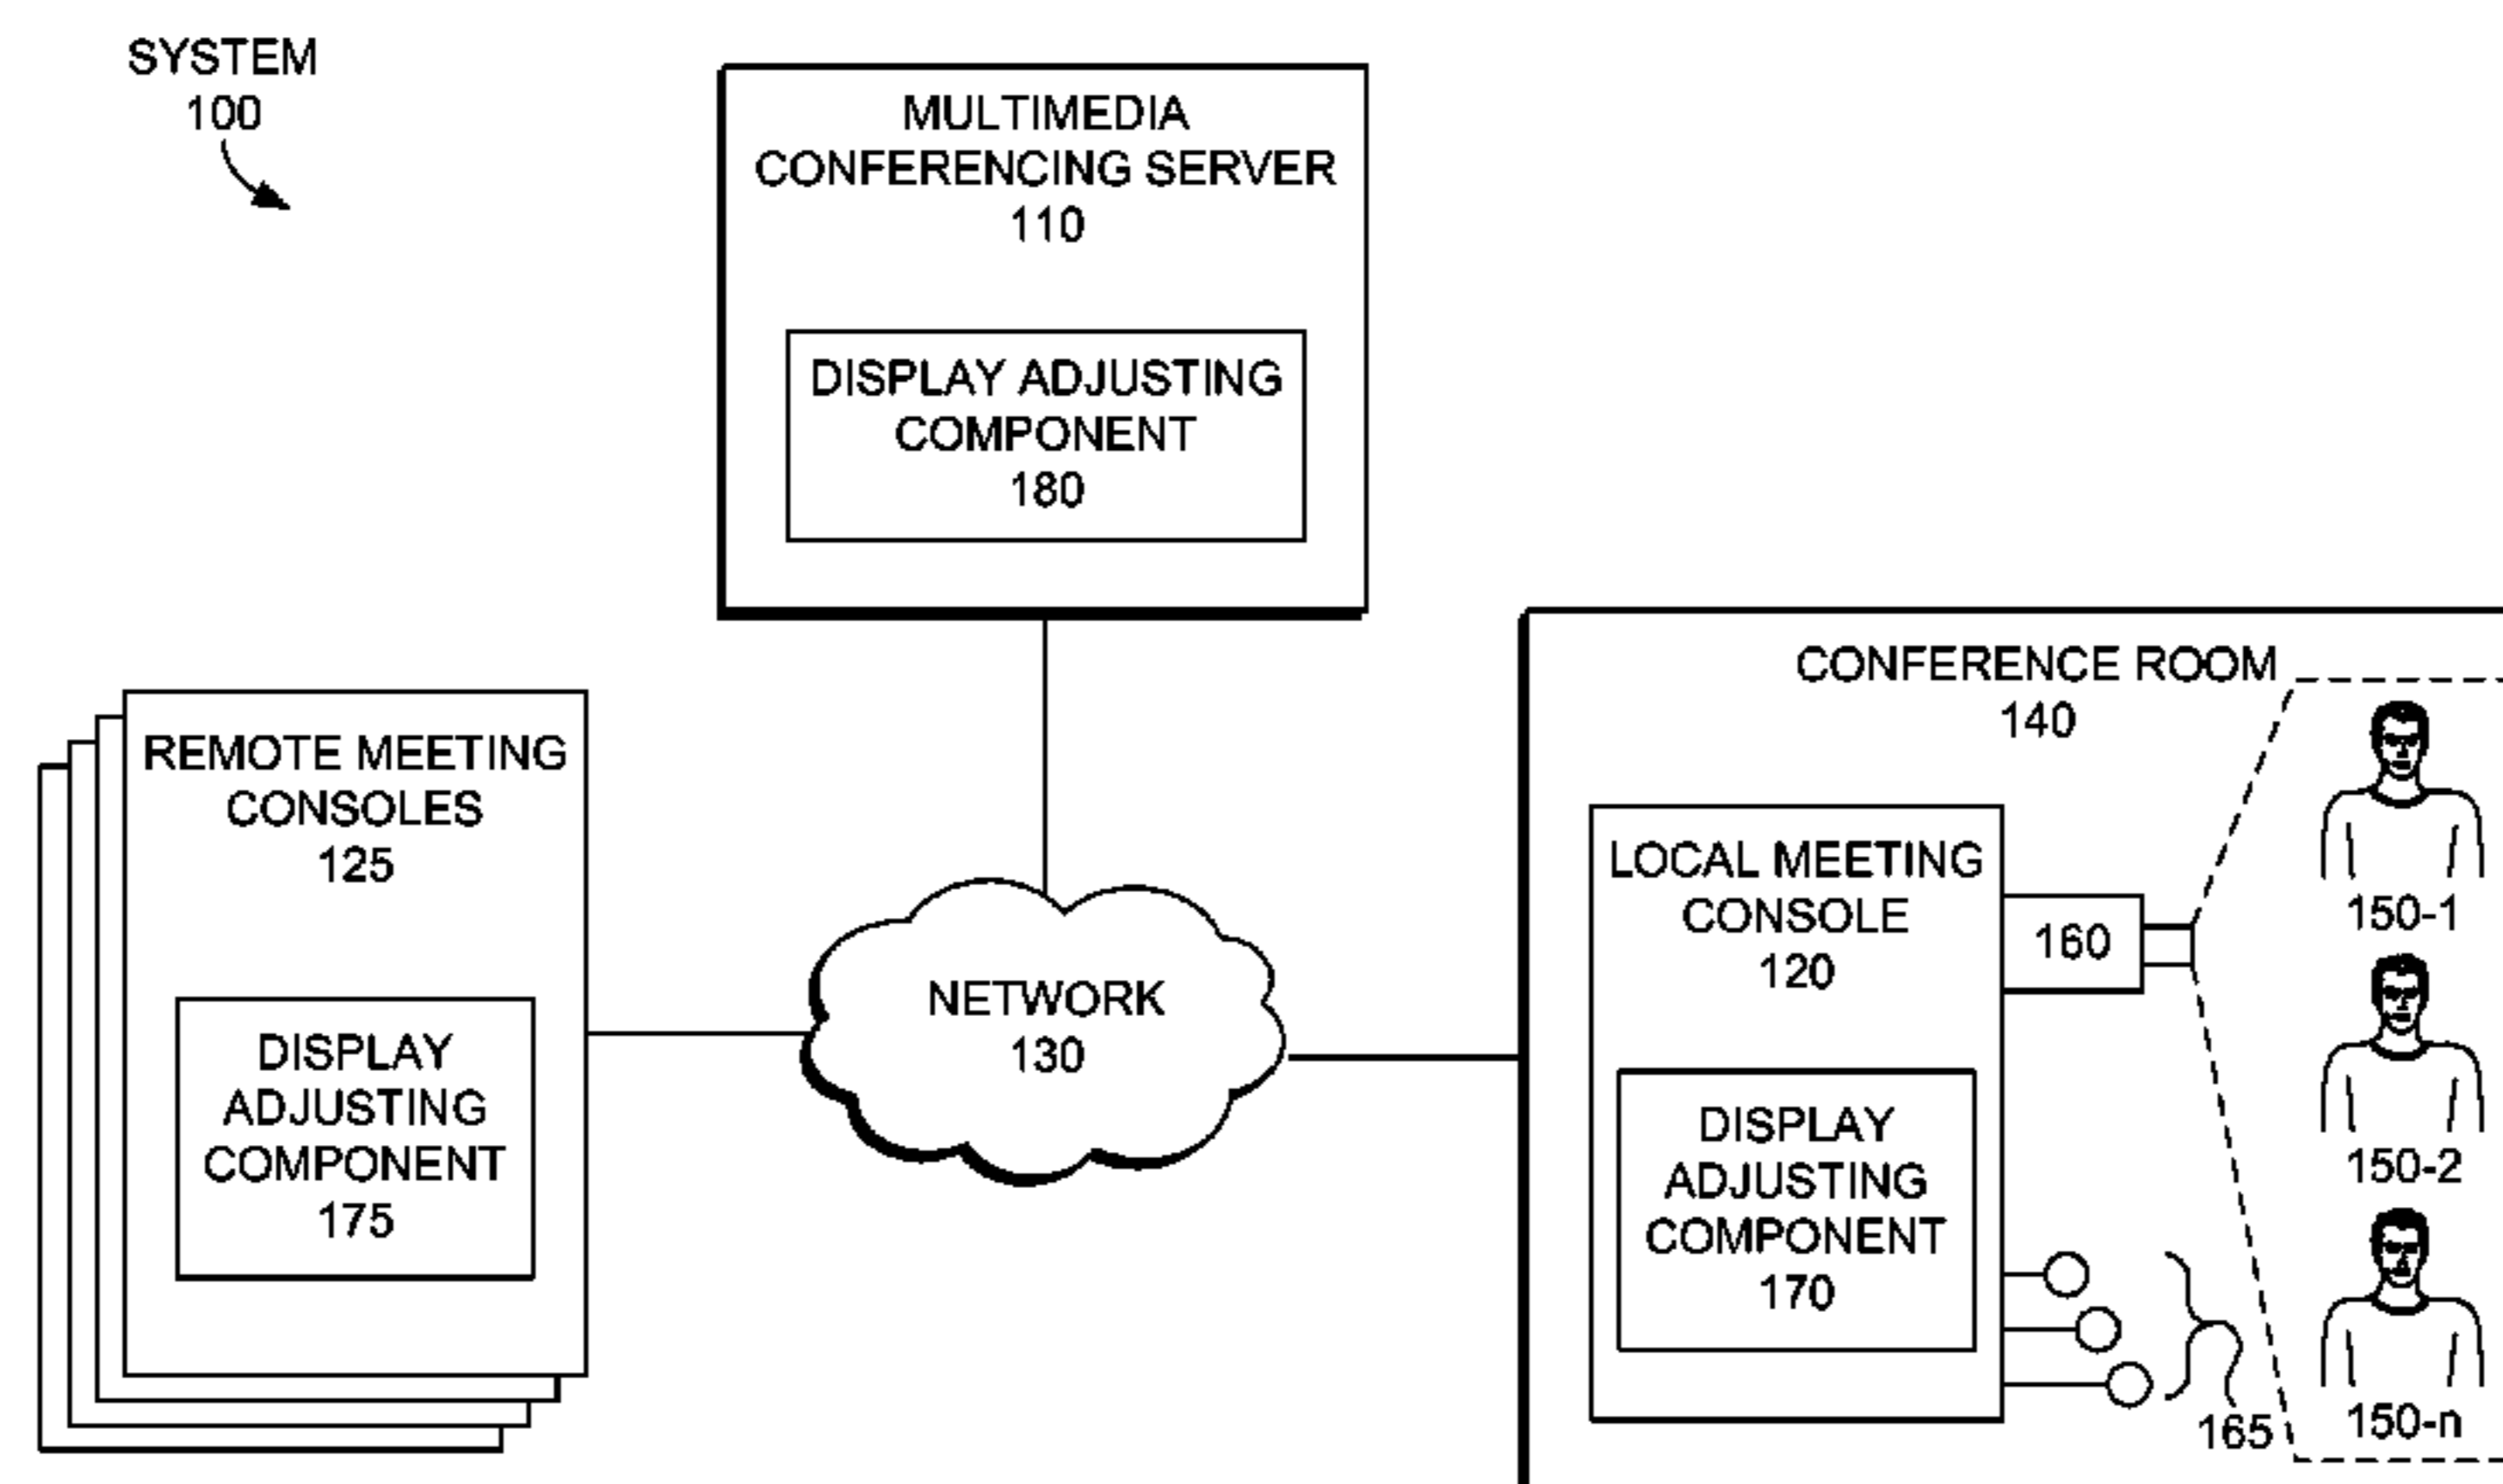 SYSTEM
100
MULTIMEDIA
CONFERENCING SERVER
110
DISPLAY ADJUSTING
COMPONENT
180
REMOTE MEETING
CONSOLES
125
DISPLAY
ADJUSTING
COMPONENT
175
NETWORK
130
CONFERENCE ROOM
140
LOCAL MEETING
CONSOLE
120
160
DISPLAY
ADJUSTING
COMPONENT
170
165
150-1
150-2
150-n